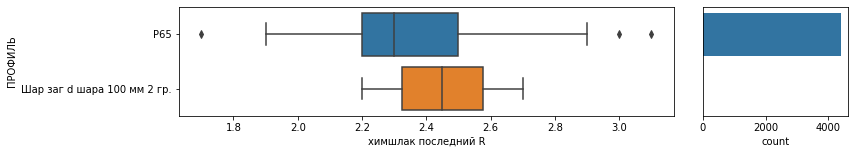 ПРОФИЛЬ
P65
Шар заг d шара 100 мм 2 гр.
1.8 2.0 2.2 2.4 2.6 2.8 3.0
химшлак последний R
0 2000 4000
count